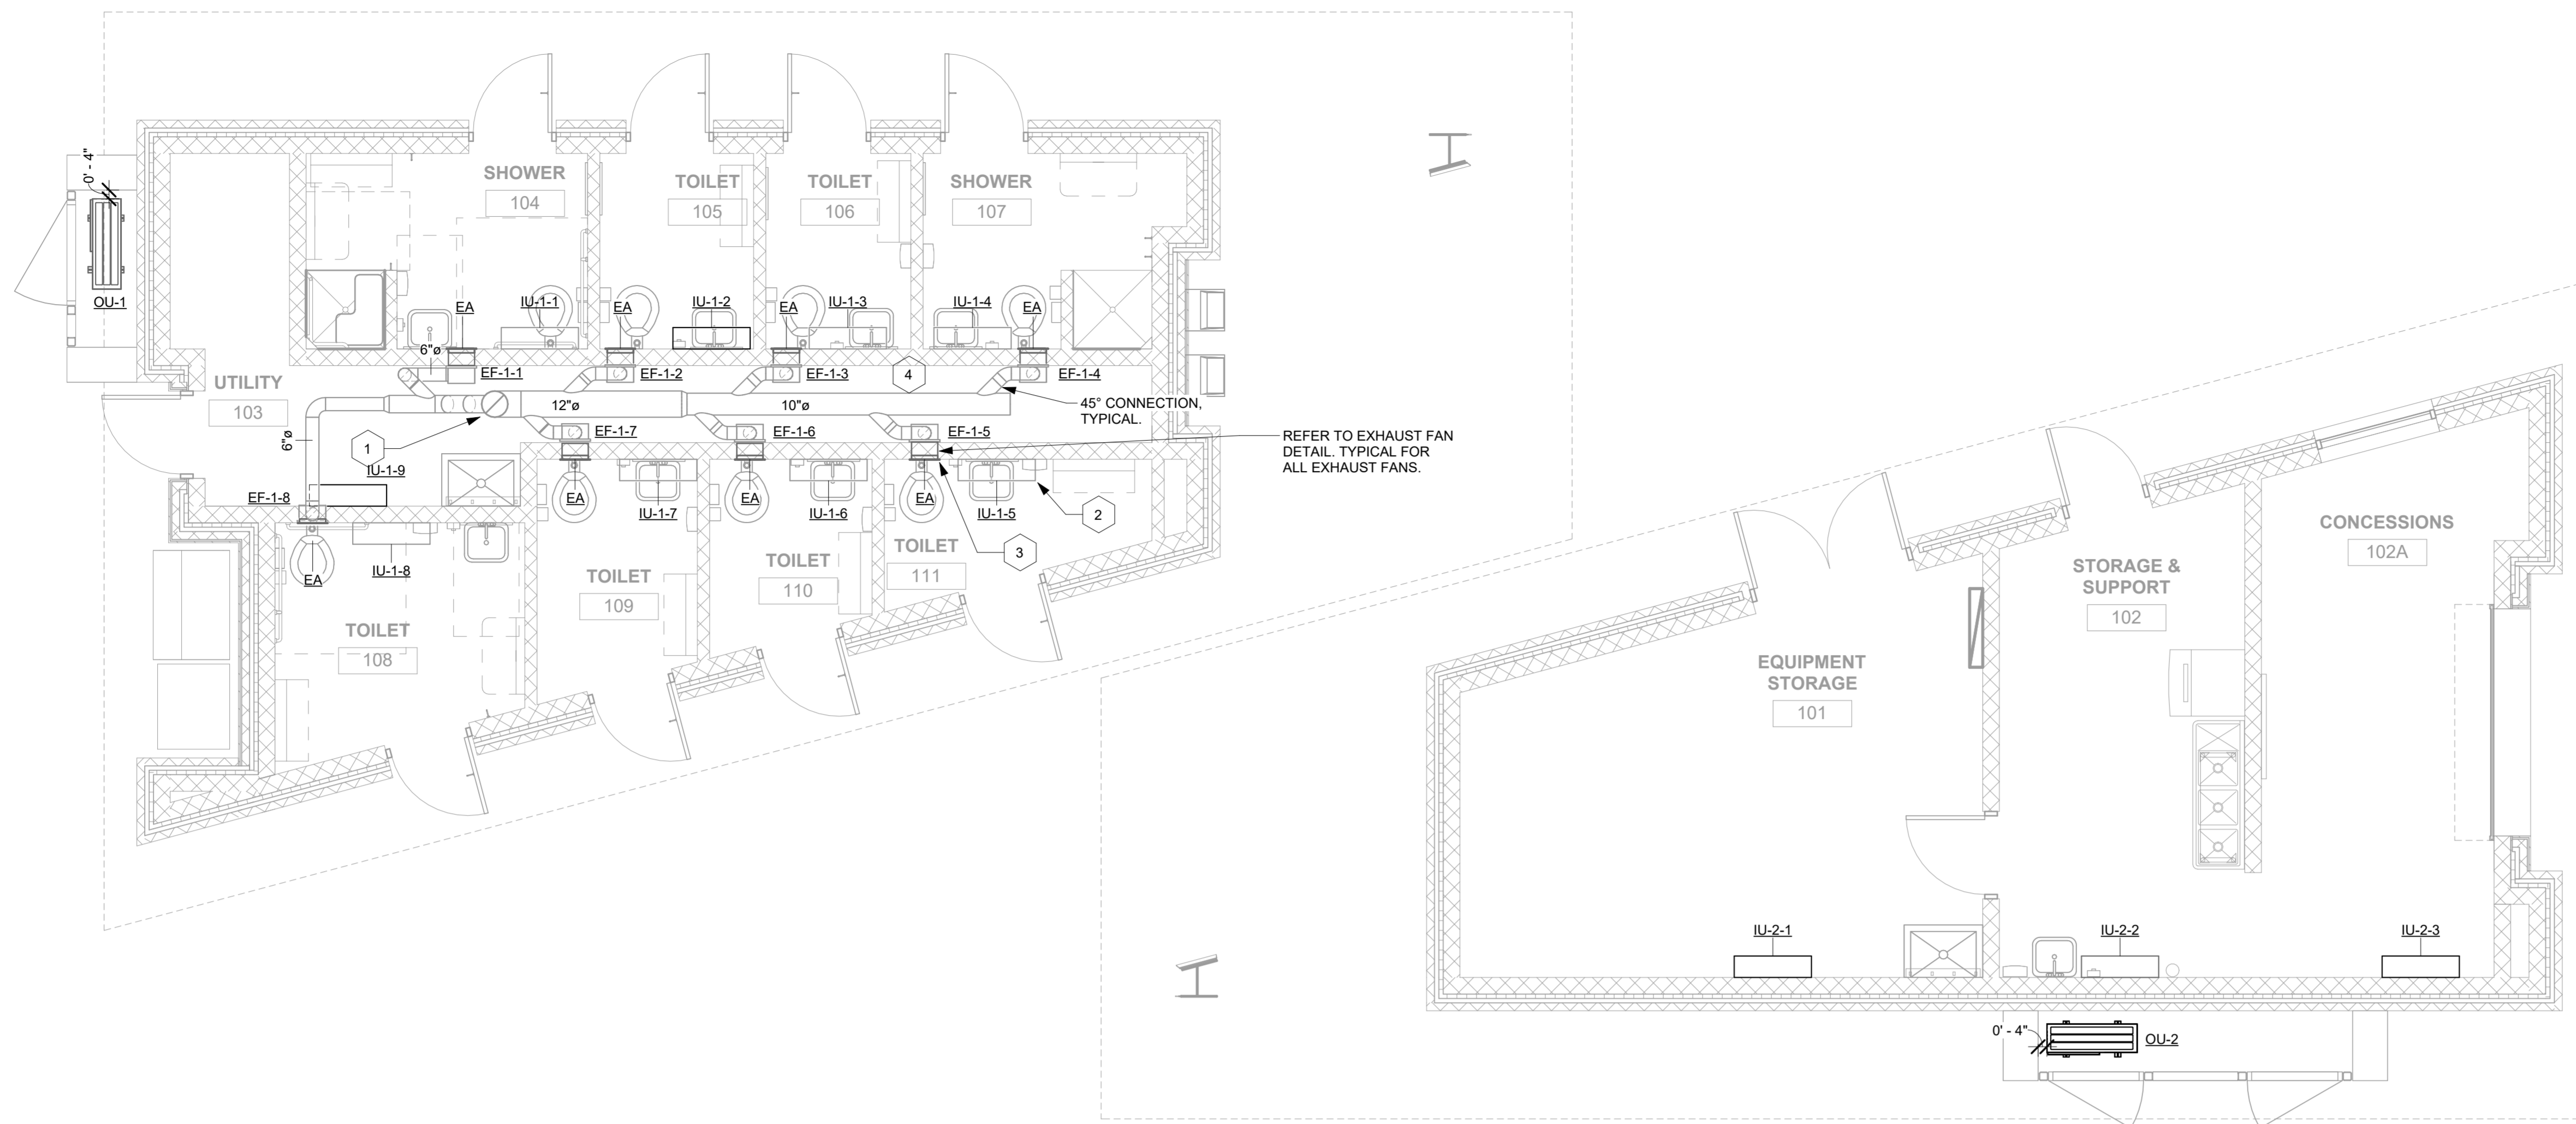 0' - 4"
OU-1
SHOWER
104
TOILET
105
TOILET
106
SHOWER
107
EA
IU-1-1
EA
IU-1-2
EA
IU-1-3
IU-1-4
EA
6"ø
EF-1-1
EF-1-2
EF-1-3
4
EF-1-4
UTILITY
103
12"ø
10"ø
45° CONNECTION,
TYPICAL.
6"ø
1
EF-1-7
EF-1-6
EF-1-5
REFER TO EXHAUST FAN
DETAIL. TYPICAL FOR
ALL EXHAUST FANS.
IU-1-9
EF-1-8
EA
IU-1-7
EA
IU-1-6
EA
IU-1-5
2
3
EA
IU-1-8
TOILET
108
TOILET
109
TOILET
110
TOILET
111
CONCESSIONS
102A
STORAGE &
SUPPORT
102
EQUIPMENT
STORAGE
101
IU-2-1
IU-2-2
IU-2-3
0' - 4"
OU-2